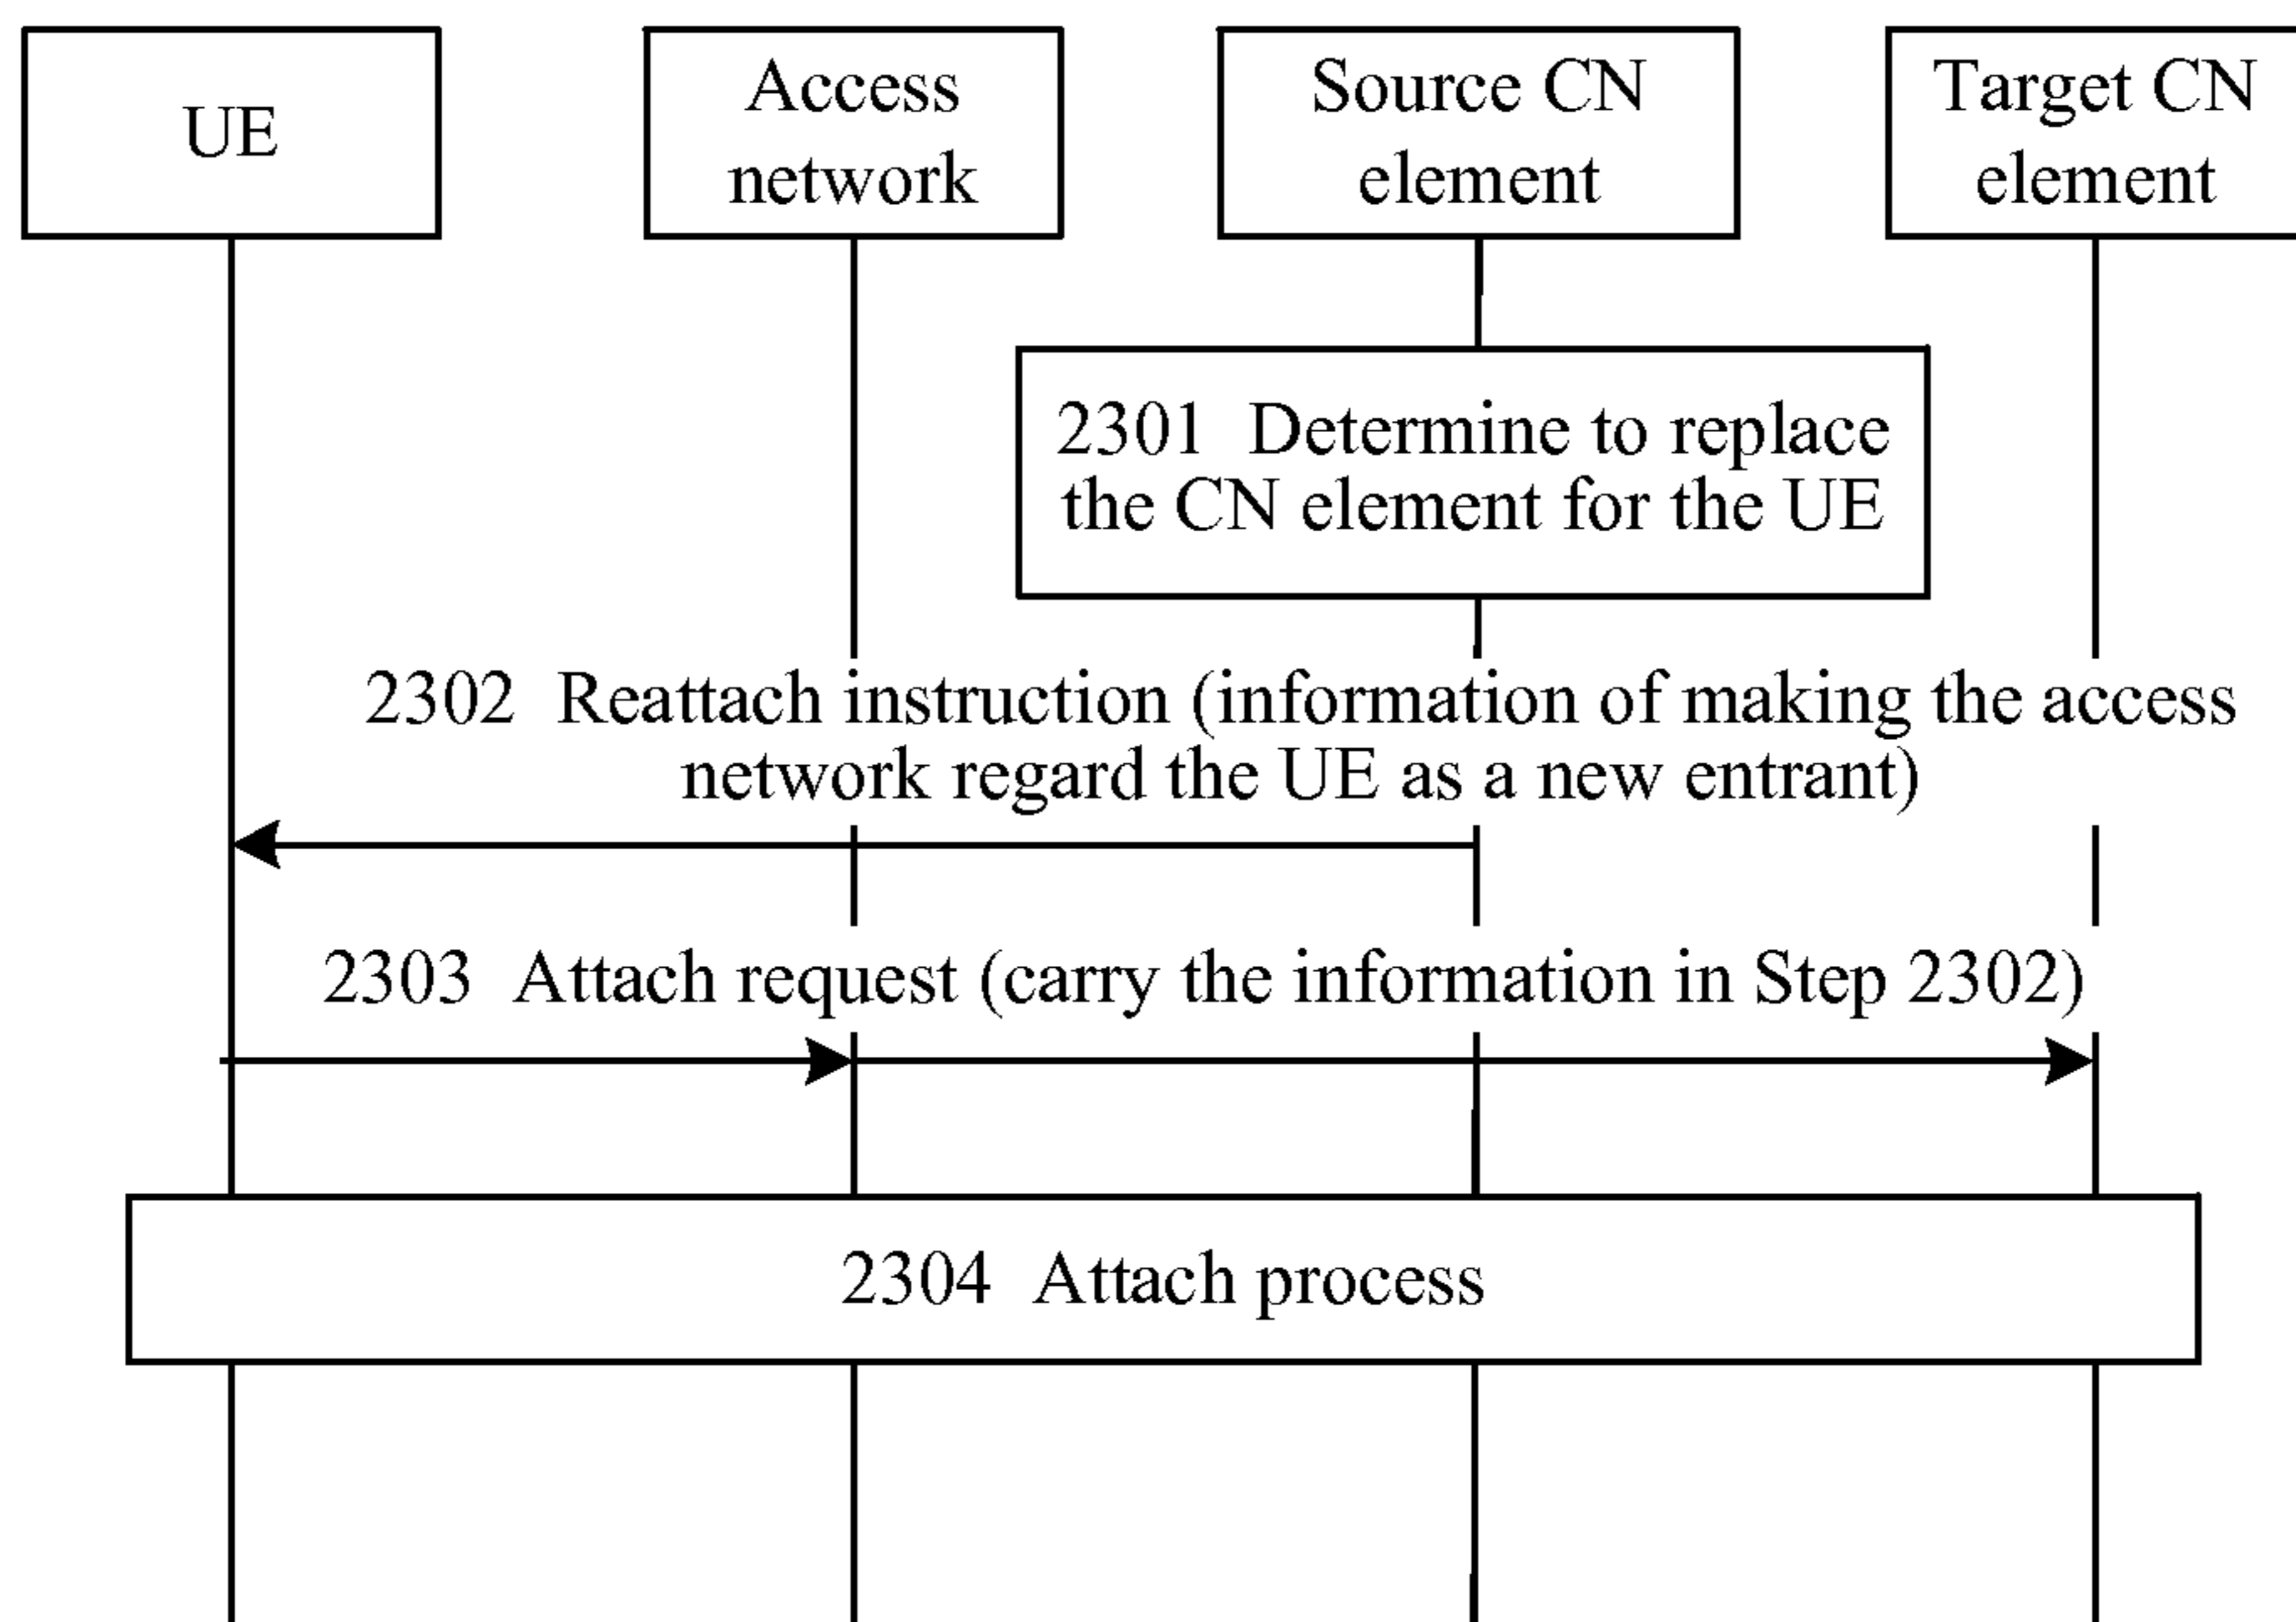 UE
Access
network
Source CN
element
Target CN
element
2301 Determine to replace
the CN element for the UE
2302 Reattach instruction (information of making the access
network regard the UE as a new entrant)
2303 Attach request (carry the information in Step 2302)
2304 Attach process